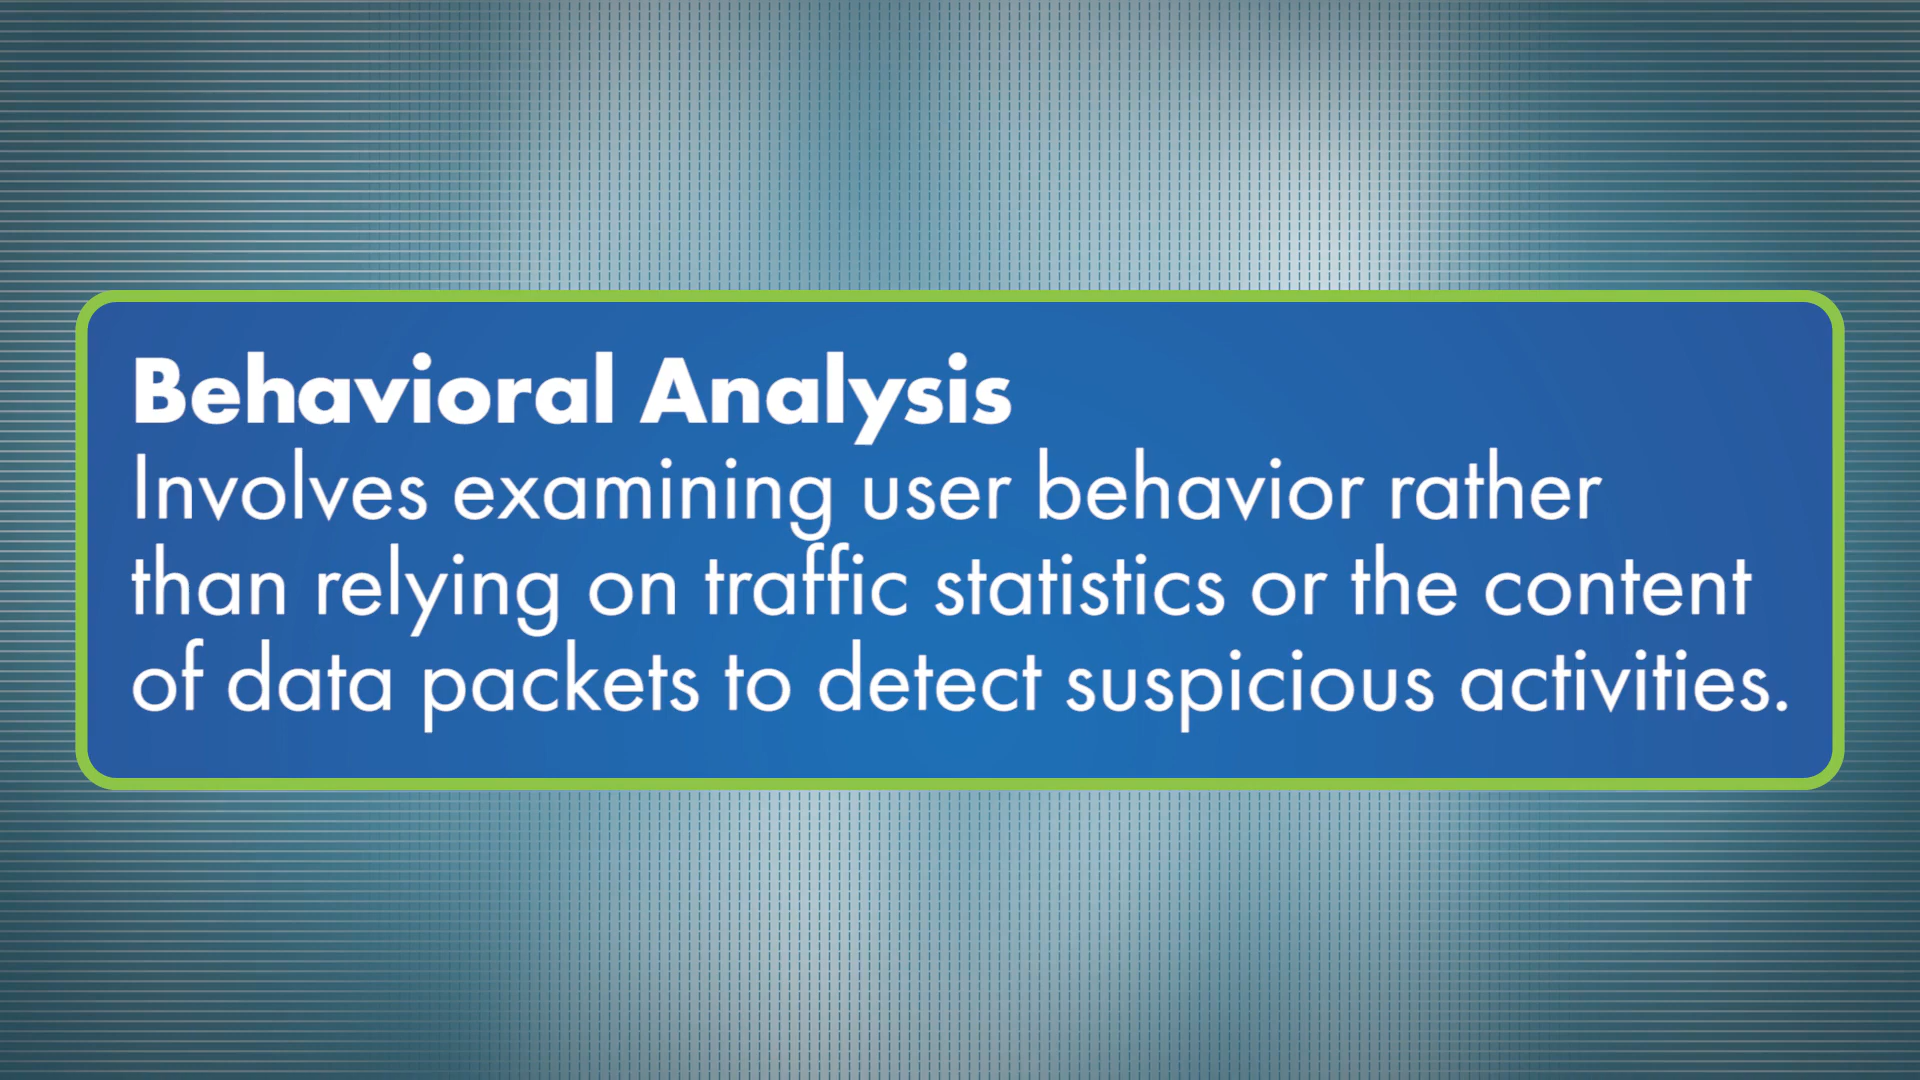 Behavioral Analysis
Involves examining user behavior rather
than relying on traffic statistics or the content
of data packets to detect suspicious activities.